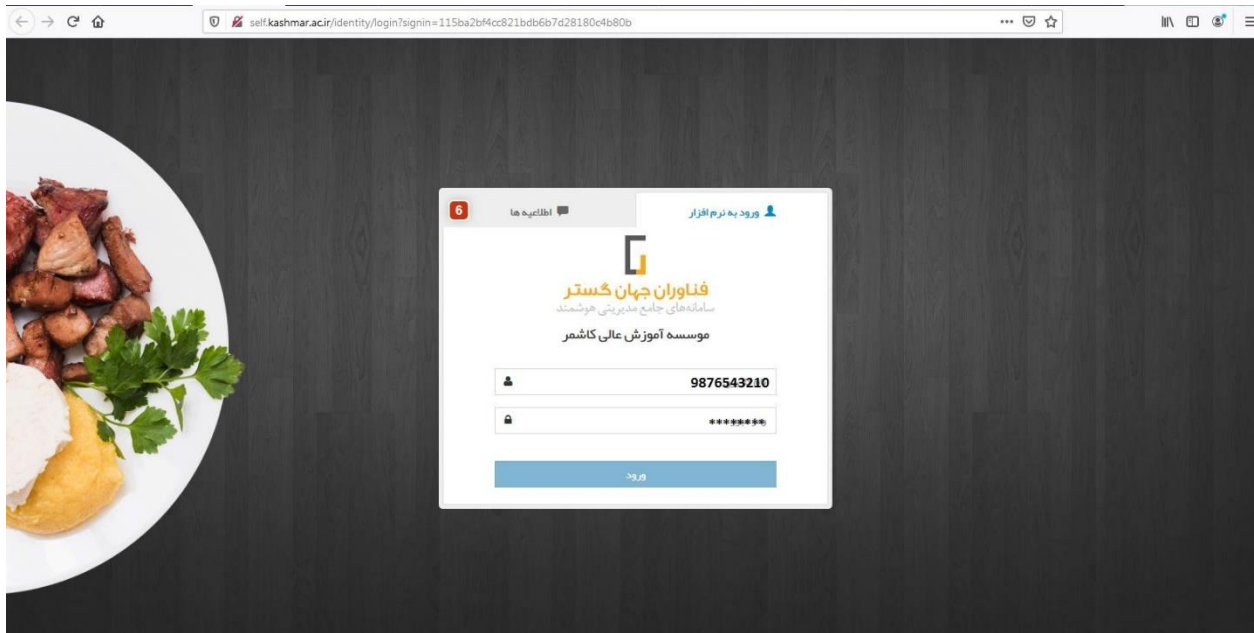 self.kashmar.ac.ir/identity/login?signin=115ba2bf4cc821bdb6b7d28180c4b80b
ورود به نرم افزار
اطلاعیه ها
6
فناوران جهان گستر
سامانه‌های جامع مدیریتی هوشمند
موسسه آموزش عالی کاشمر
9876543210
********
ورود